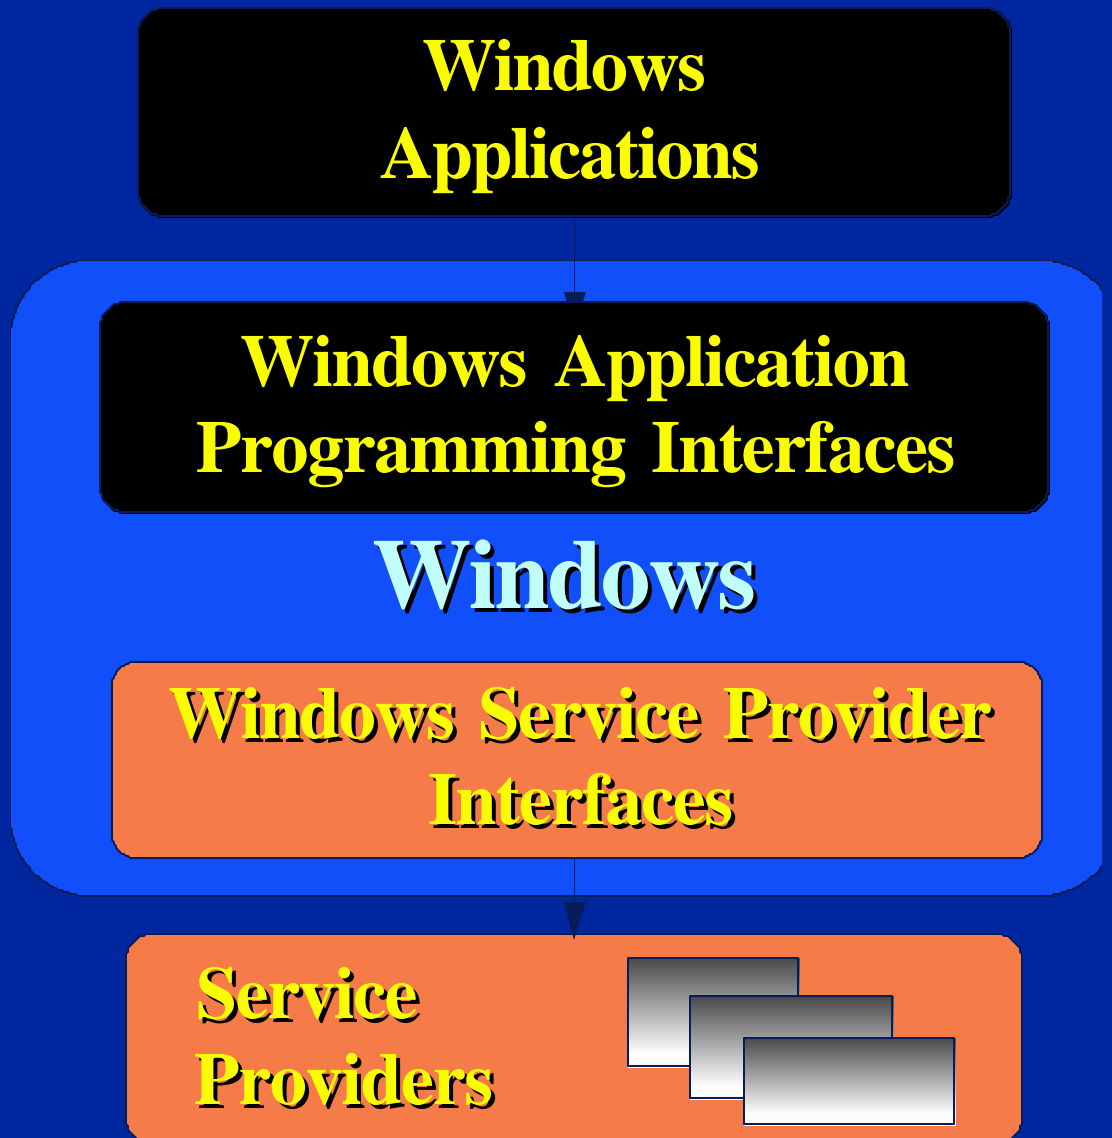 Windows
Applications
Windows Application
Programming Interfaces
Windows
Windows Service Provider
Interfaces
Service
Providers